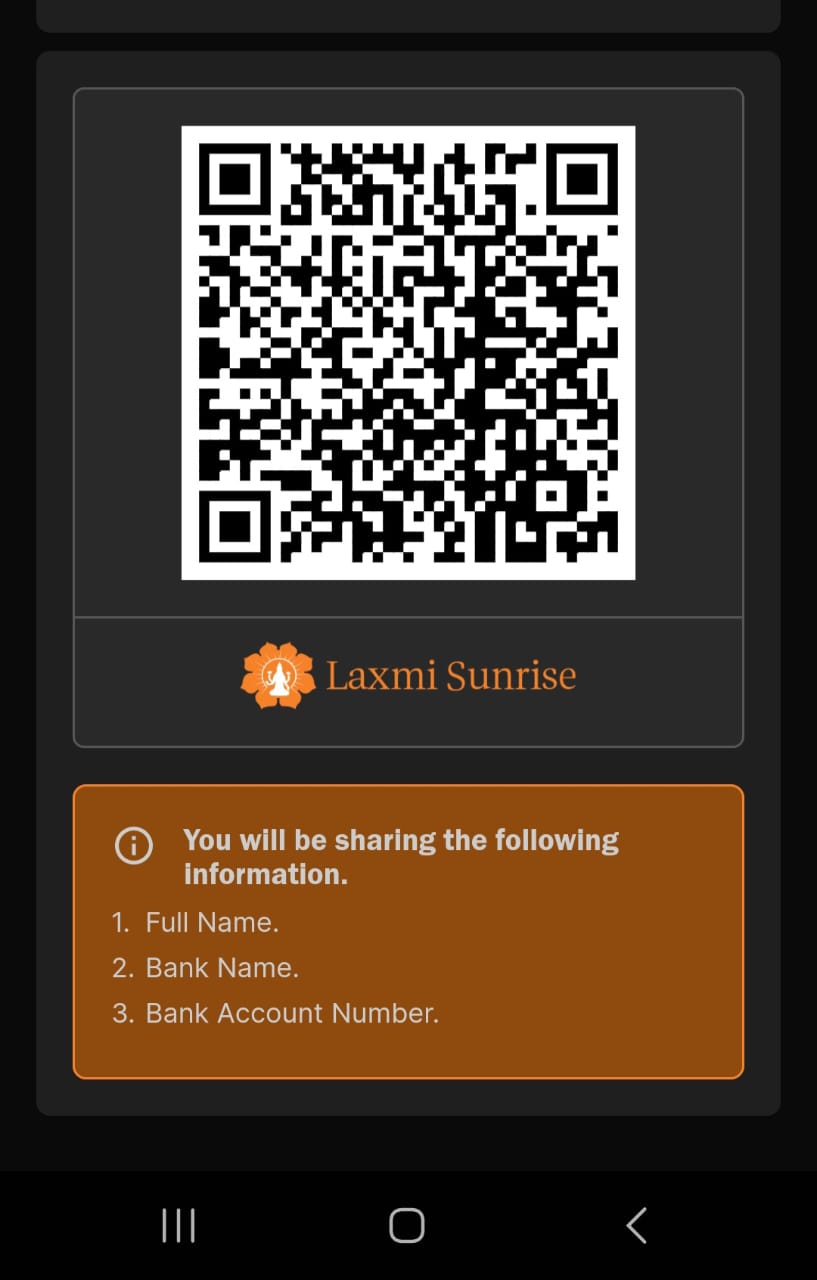 Laxmi Sunrise
You will be sharing the following
information.
1. Full Name.
2. Bank Name.
3. Bank Account Number.